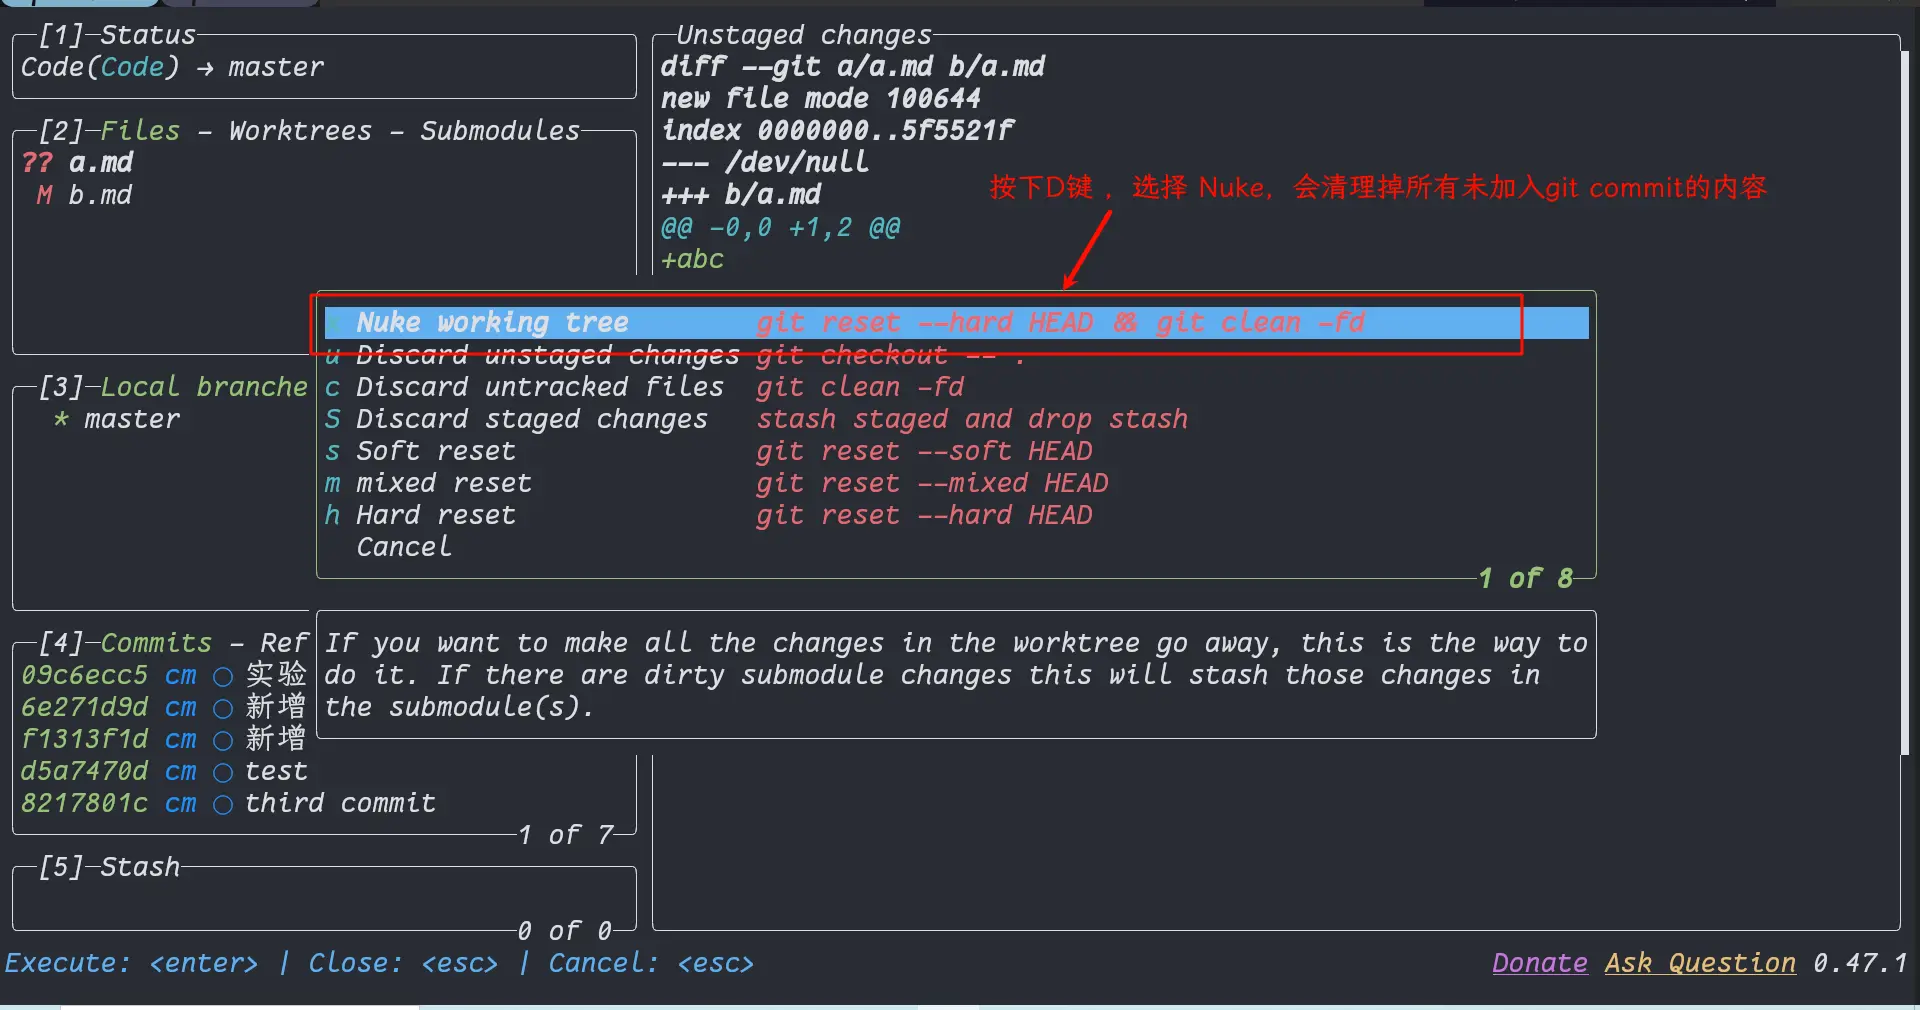 [1]-Status
Code(Code) → master
[2]-Files - Worktrees - Submodules
?? a.md
M b.md
[3]-Local branche
* master
[4]-Commits - Ref
09c6ecc5 cm ○ 实验
6e271d9d cm ○ 新增
f1313f1d cm ○ 新增
d5a7470d cm ○ test
8217801c cm ○ third commit
1 of 7
[5]-Stash
0 of 0
Unstaged changes
diff --git a/a.md b/a.md
new file mode 100644
index 0000000..5f5521f
--- /dev/null
+++ b/a.md
@@ -0,0 +1,2 @@
+abc
按下D键，选择 Nuke，会清理掉所有未加入git commit的内容
Nuke working tree git reset --hard HEAD && git clean -fd
u Discard unstaged changes git checkout -- .
c Discard untracked files git clean -fd
S Discard staged changes stash staged and drop stash
s Soft reset git reset --soft HEAD
m mixed reset git reset --mixed HEAD
h Hard reset git reset --hard HEAD
Cancel
1 of 8
If you want to make all the changes in the worktree go away, this is the way to
do it. If there are dirty submodule changes this will stash those changes in
the submodule(s).
Execute: <enter> | Close: <esc> | Cancel: <esc>
Donate Ask Question 0.47.1